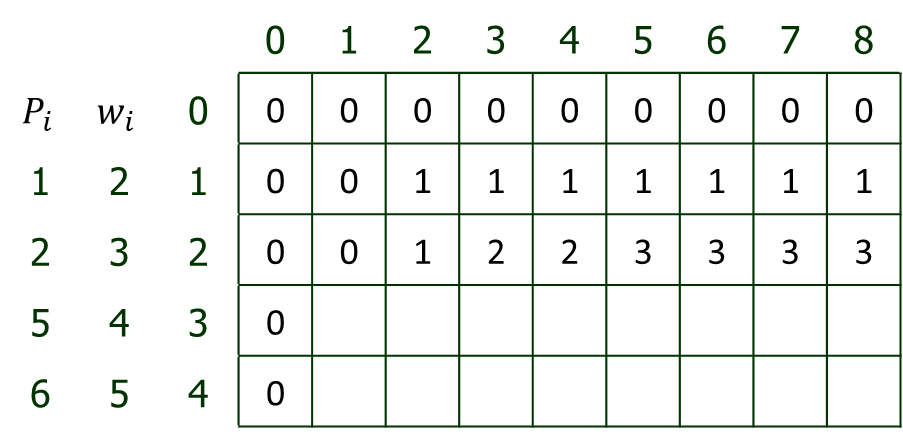 0 1 2 3 4 5 6 7 8
P_i w_i 0 0 0 0 0 0 0 0 0 0
1 2 1 0 0 1 1 1 1 1 1 1
2 3 2 0 0 1 2 2 3 3 3 3
5 4 3 0
6 5 4 0